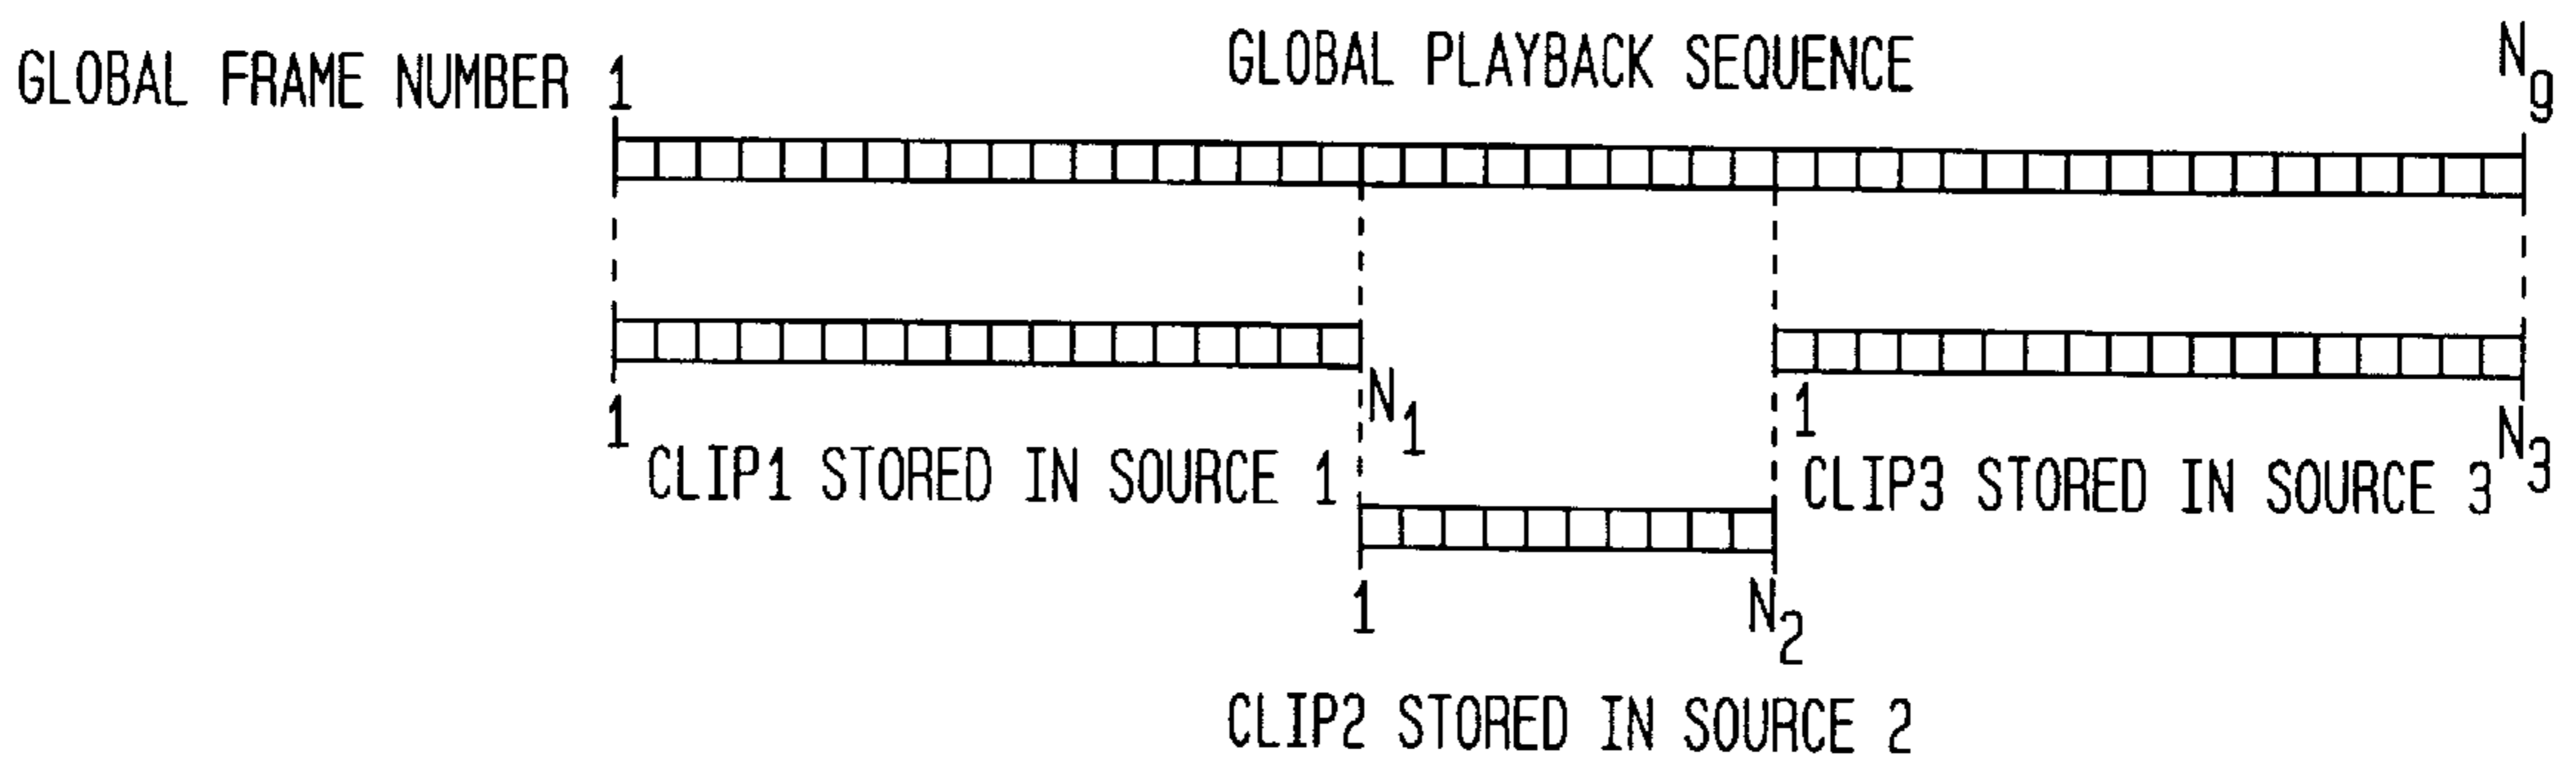 GLOBAL FRAME NUMBER 1
GLOBAL PLAYBACK SEQUENCE
Ng
1
N1
CLIP1 STORED IN SOURCE 1
1
N3
CLIP3 STORED IN SOURCE 3
1
N2
CLIP2 STORED IN SOURCE 2